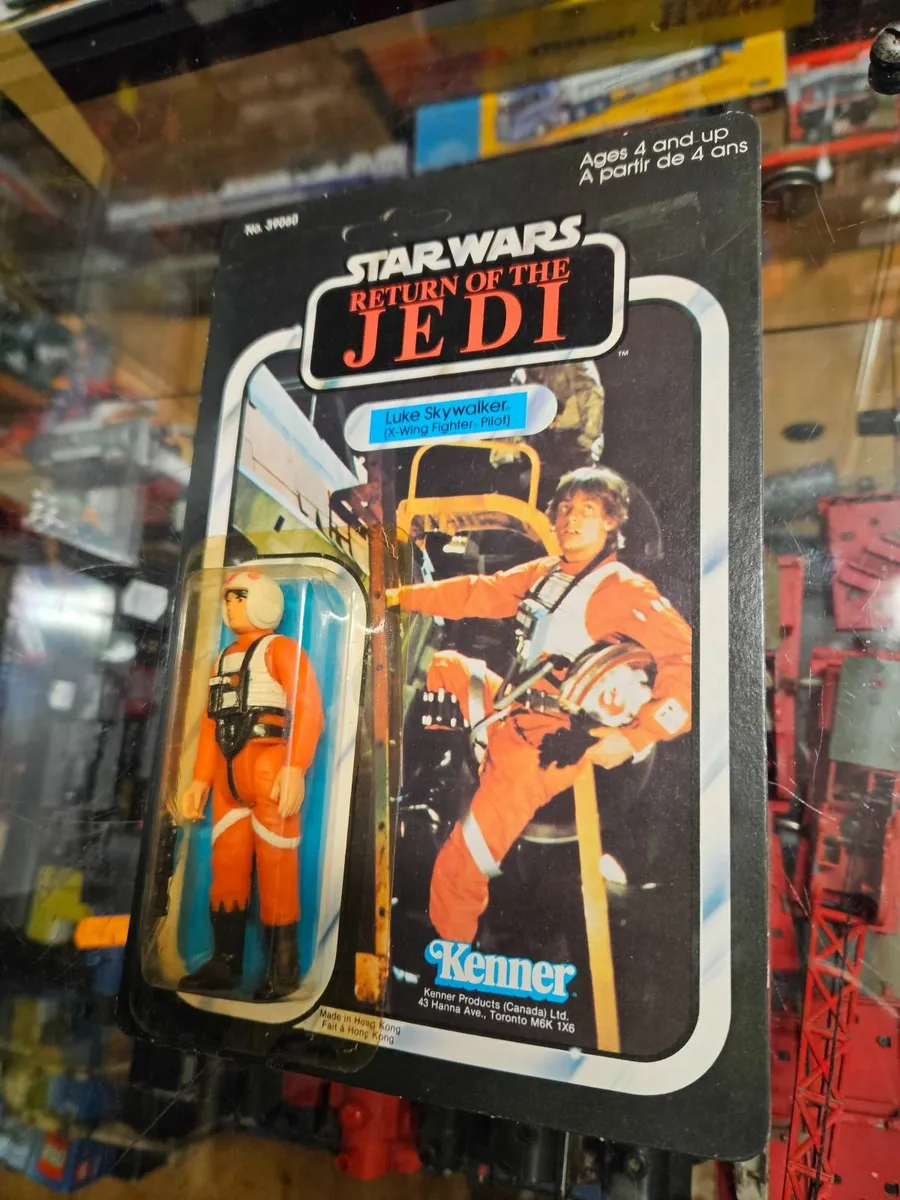 Ages 4 and up
A partir de 4 ans
No. 39060
STAR WARS
RETURN OF THE
JEDI
TM
Luke Skywalker
(X-Wing Fighter Pilot)
Kenner
Kenner Products (Canada) Ltd.
43 Hanna Ave., Toronto M6K 1X6
Made in Hong Kong
Fait à Hong Kong
LEGO